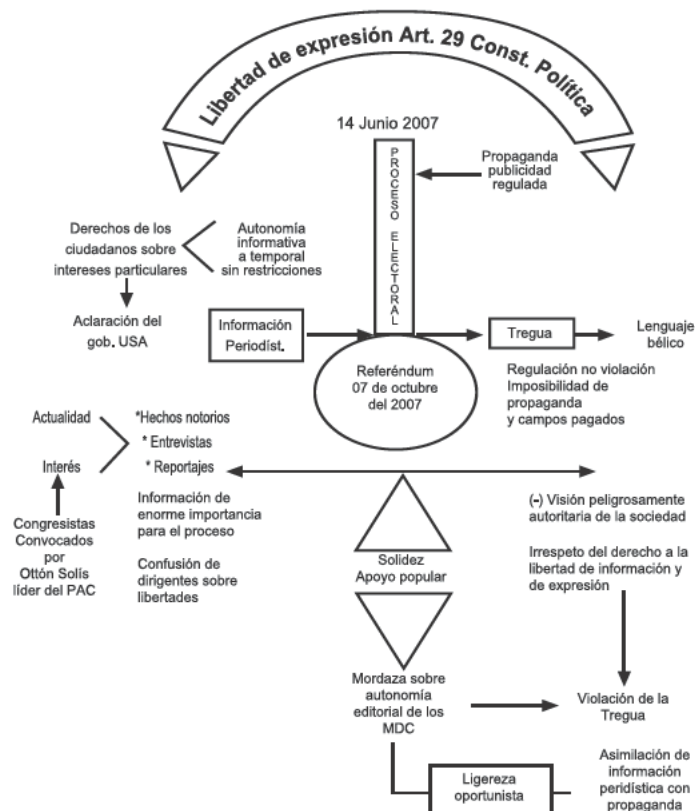 Libertad de expresión Art. 29 Const. Política
14 Junio 2007
PROCESO ELECTORAL
Propaganda
publicidad
regulada
Derechos de los
ciudadanos sobre
intereses particulares
Autonomía
informativa
a temporal
sin restricciones
Aclaración del
gob. USA
Información
Periodíst.
Tregua
Lenguaje
bélico
Referéndum
07 de octubre
del 2007
Regulación no violación
Imposibilidad de
propaganda
y campos pagados
Actualidad
Interés
*Hechos notorios
* Entrevistas
* Reportajes
Congresistas
Convocados
por
Ottón Solís
líder del PAC
Información de
enorme importancia
para el proceso
Confusión de
dirigentes sobre
libertades
Solidez
Apoyo popular
(-) Visión peligrosamente
autoritaria de la sociedad
Irrespeto del derecho a la
libertad de información y
de expresión
Mordaza sobre
autonomía
editorial de los
MDC
Violación de la
Tregua
Ligereza
oportunista
Asimilación de
información
peridística con
propaganda